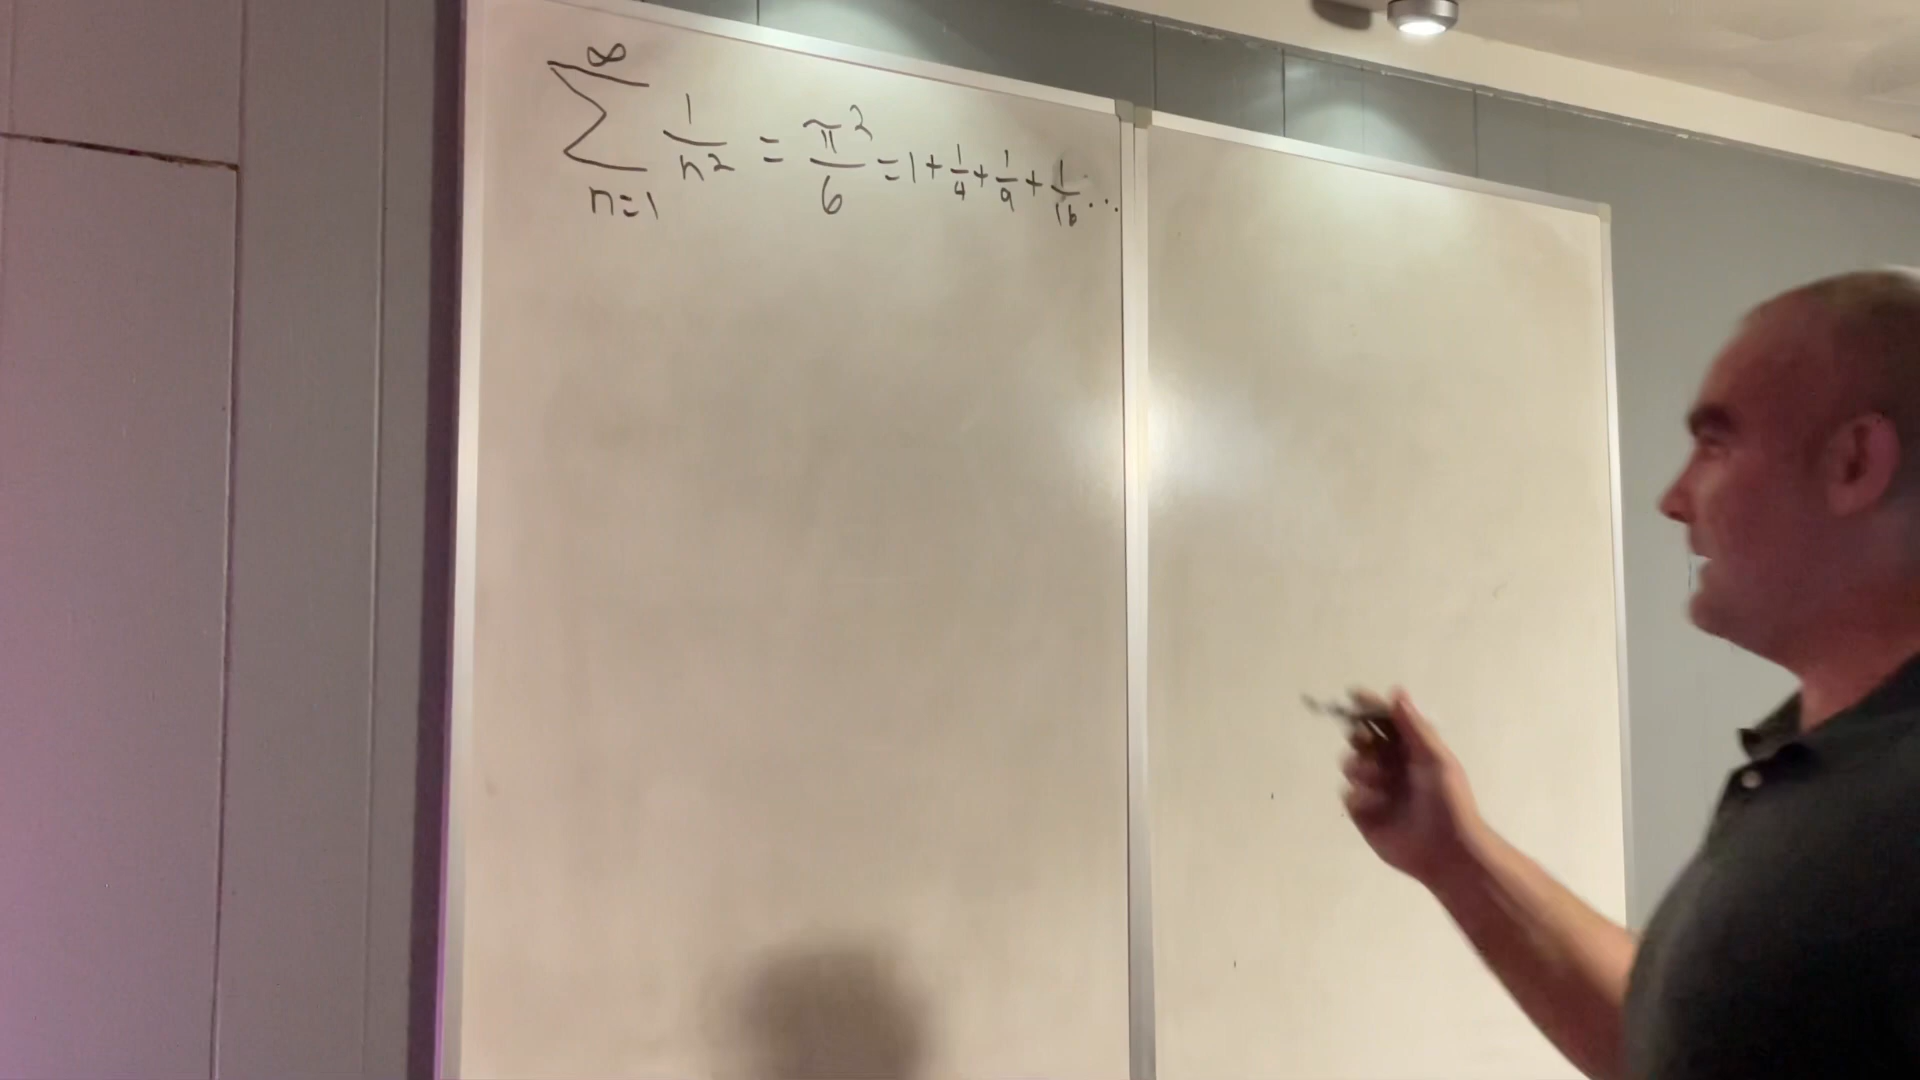 ∞∑n=1 1/n² = π²/6 = 1 + 1/4 + 1/9 + 1/16 ...